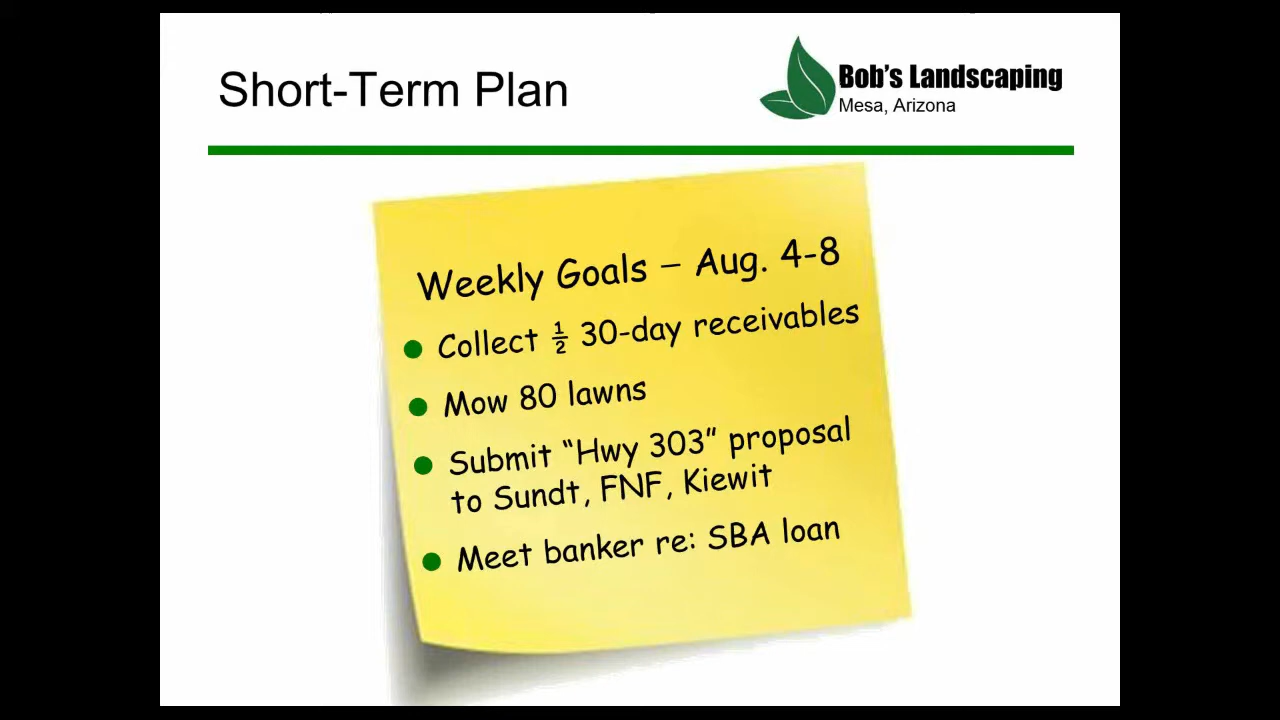 Short-Term Plan
Bob's Landscaping
Mesa, Arizona
Weekly Goals – Aug. 4-8
● Collect ½ 30-day receivables
● Mow 80 lawns
● Submit “Hwy 303” proposal
to Sundt, FNF, Kiewit
● Meet banker re: SBA loan